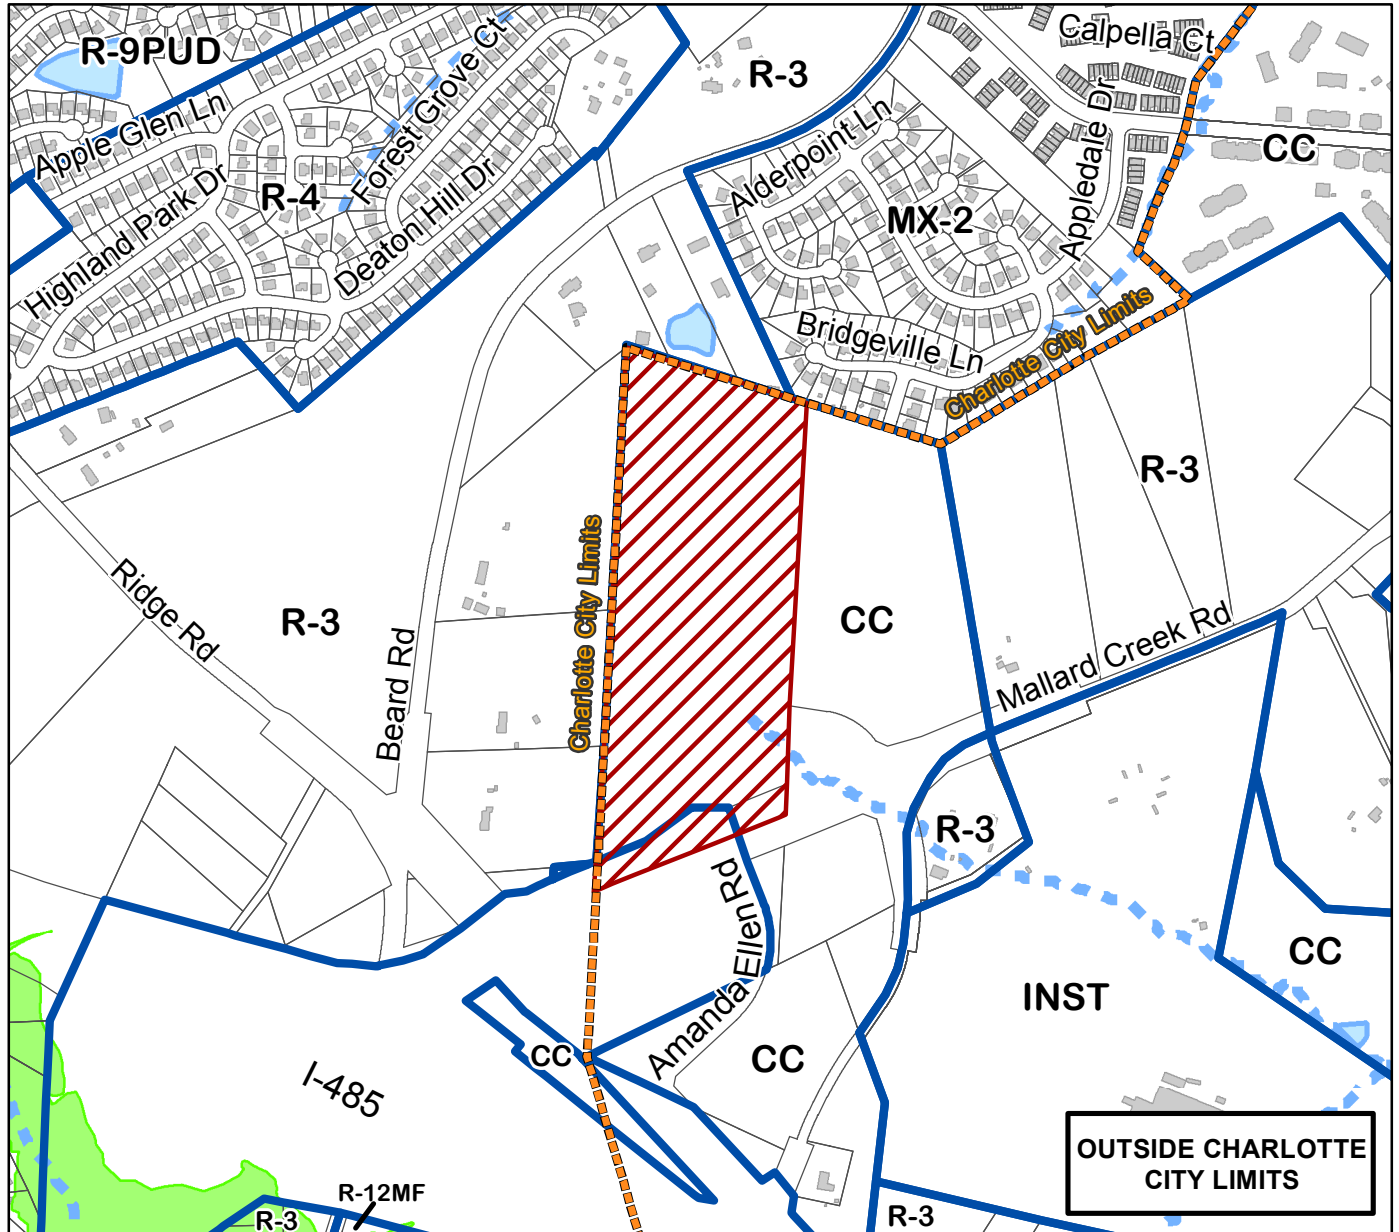 R-9PUD
Calpella Ct
R-3
Apple Glen Ln
Forest Grove Ct
Appledale Dr
Alderpoint Ln
CC
Highland Park Dr
R-4
Deaton Hill Dr
MX-2
Bridgeville Ln
Charlotte City Limits
R-3
Ridge Rd
R-3
Beard Rd
Charlotte City Limits
CC
Mallard Creek Rd
R-3
Amanda Ellen Rd
CC
INST
CC
CC
I-485
OUTSIDE CHARLOTTE
CITY LIMITS
R-12MF
R-3
R-3